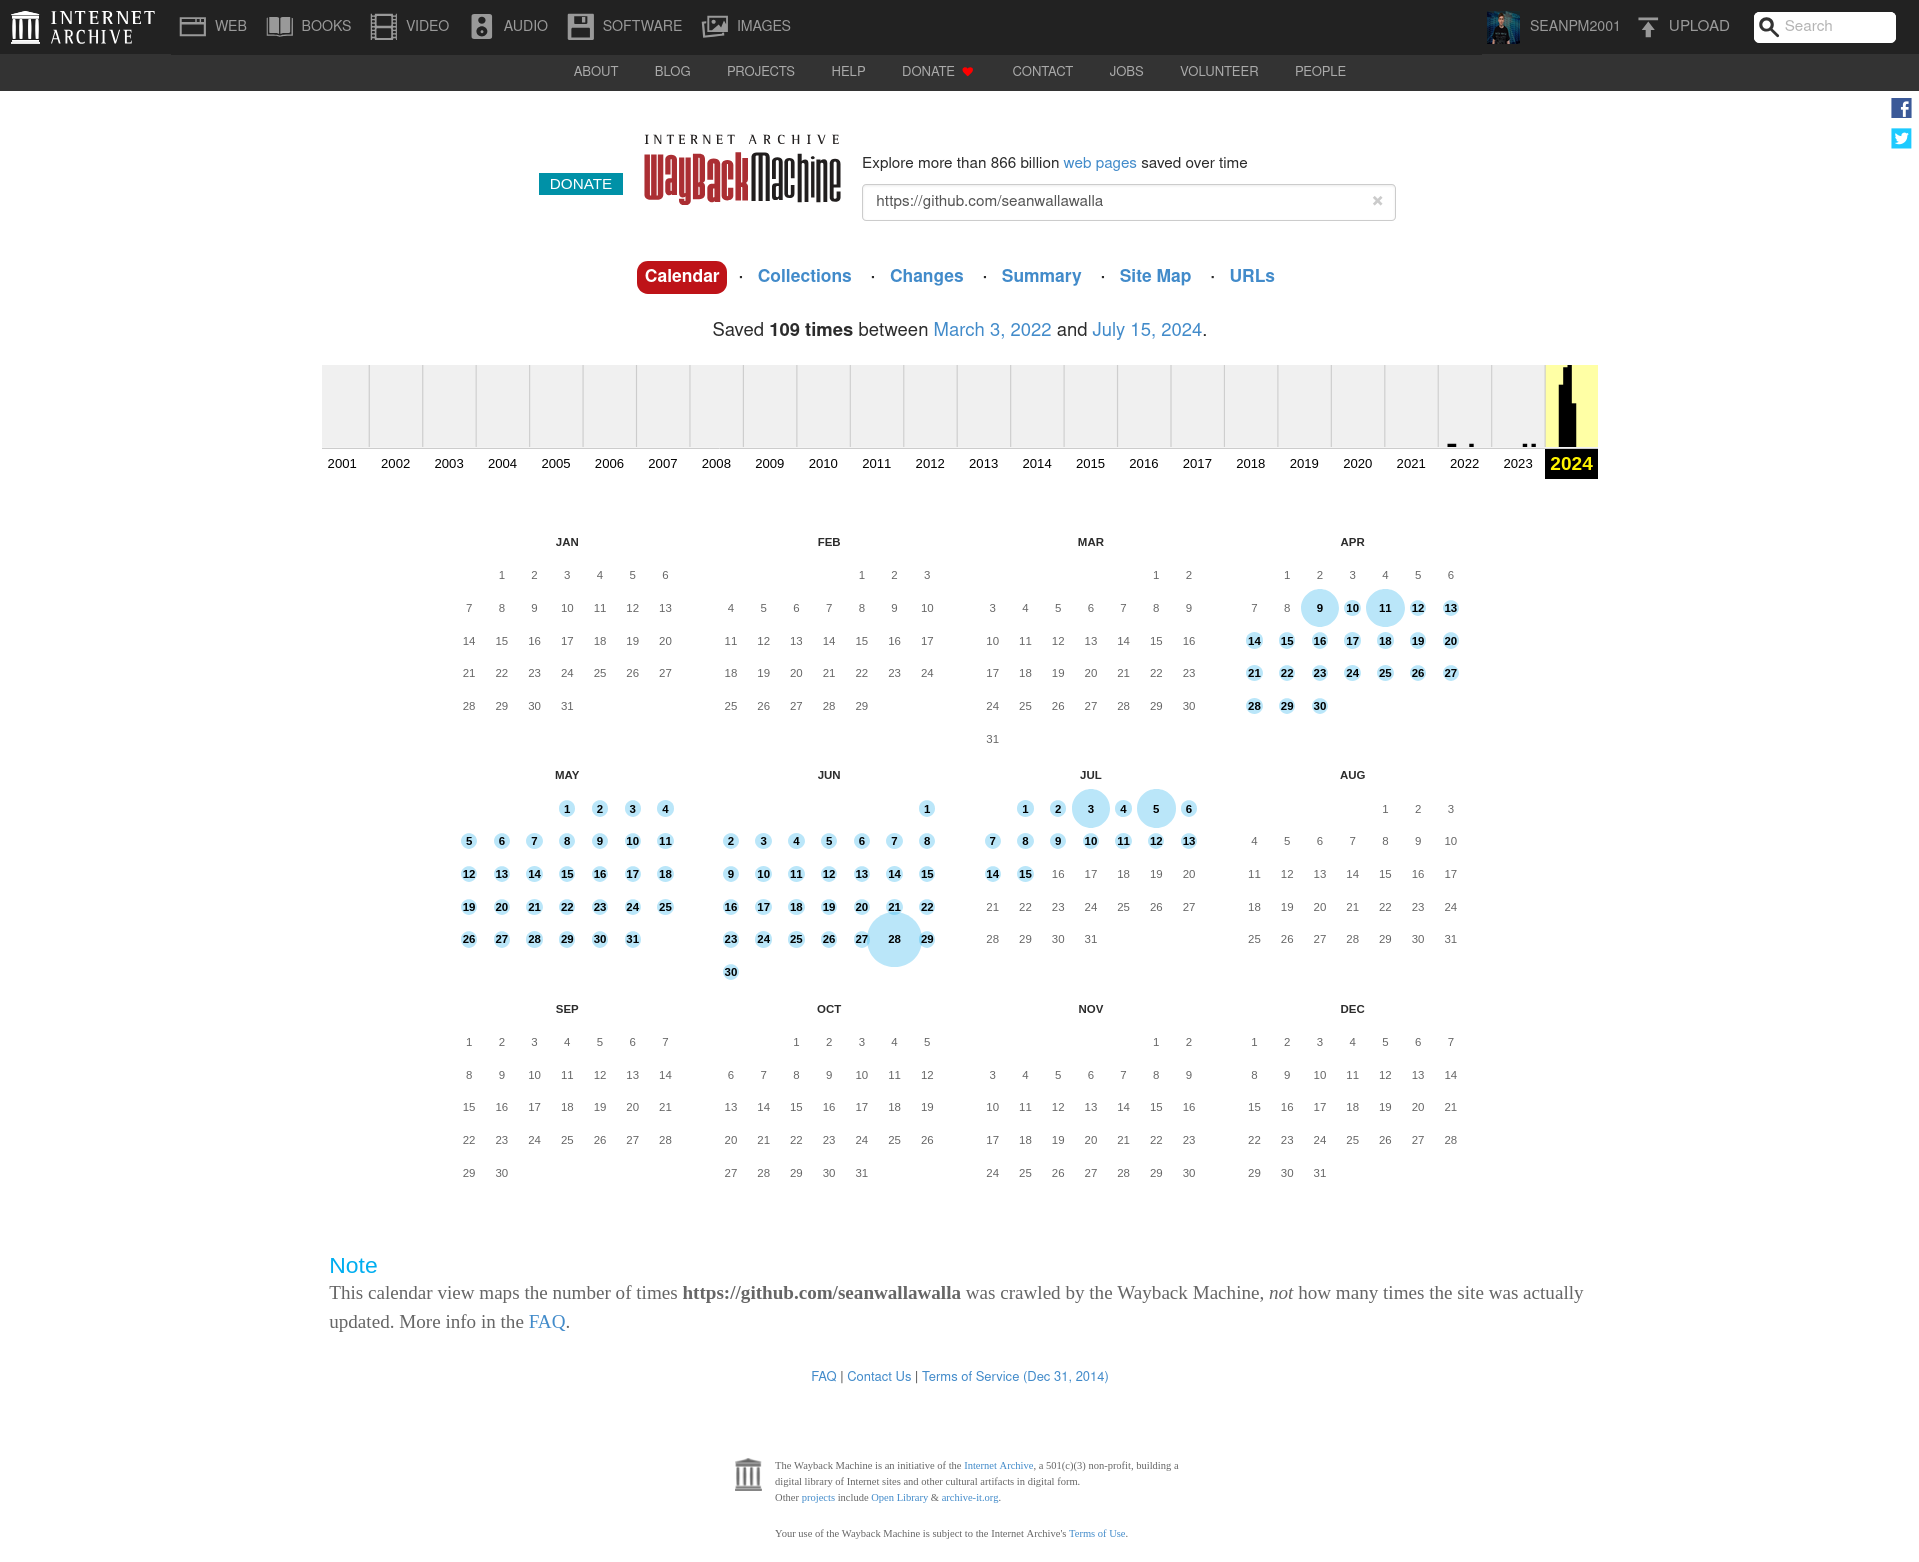 INTERNET ARCHIVE
WEB BOOKS VIDEO AUDIO SOFTWARE IMAGES SEANPM2001 UPLOAD Search
ABOUT BLOG PROJECTS HELP DONATE CONTACT JOBS VOLUNTEER PEOPLE
INTERNET ARCHIVE
WayBackMachine
DONATE
Explore more than 866 billion web pages saved over time
https://github.com/seanwallawalla ×
Calendar · Collections · Changes · Summary · Site Map · URLs
Saved 109 times between March 3, 2022 and July 15, 2024.
2001 2002 2003 2004 2005 2006 2007 2008 2009 2010 2011 2012 2013 2014 2015 2016 2017 2018 2019 2020 2021 2022 2023 2024
JAN FEB MAR APR
1 2 3 4 5 6 1 2 3 1 2 1 2 3 4 5 6
7 8 9 10 11 12 13 4 5 6 7 8 9 10 3 4 5 6 7 8 9 7 8 9 10 11 12 13
14 15 16 17 18 19 20 11 12 13 14 15 16 17 10 11 12 13 14 15 16 14 15 16 17 18 19 20
21 22 23 24 25 26 27 18 19 20 21 22 23 24 17 18 19 20 21 22 23 21 22 23 24 25 26 27
28 29 30 31 25 26 27 28 29 24 25 26 27 28 29 30 28 29 30
31
MAY JUN JUL AUG
1 2 3 4 1 1 2 3 4 5 6 1 2 3
5 6 7 8 9 10 11 2 3 4 5 6 7 8 7 8 9 10 11 12 13 4 5 6 7 8 9 10
12 13 14 15 16 17 18 9 10 11 12 13 14 15 14 15 16 17 18 19 20 11 12 13 14 15 16 17
19 20 21 22 23 24 25 16 17 18 19 20 21 22 21 22 23 24 25 26 27 18 19 20 21 22 23 24
26 27 28 29 30 31 23 24 25 26 27 28 29 28 29 30 31 25 26 27 28 29 30 31
30
SEP OCT NOV DEC
1 2 3 4 5 6 7 1 2 3 4 5 1 2 1 2 3 4 5 6 7
8 9 10 11 12 13 14 6 7 8 9 10 11 12 3 4 5 6 7 8 9 8 9 10 11 12 13 14
15 16 17 18 19 20 21 13 14 15 16 17 18 19 10 11 12 13 14 15 16 15 16 17 18 19 20 21
22 23 24 25 26 27 28 20 21 22 23 24 25 26 17 18 19 20 21 22 23 22 23 24 25 26 27 28
29 30 27 28 29 30 31 24 25 26 27 28 29 30 29 30 31
Note
This calendar view maps the number of times https://github.com/seanwallawalla was crawled by the Wayback Machine, not how many times the site was actually
updated. More info in the FAQ.
FAQ | Contact Us | Terms of Service (Dec 31, 2014)
The Wayback Machine is an initiative of the Internet Archive, a 501(c)(3) non-profit, building a
digital library of Internet sites and other cultural artifacts in digital form.
Other projects include Open Library & archive-it.org.
Your use of the Wayback Machine is subject to the Internet Archive's Terms of Use.